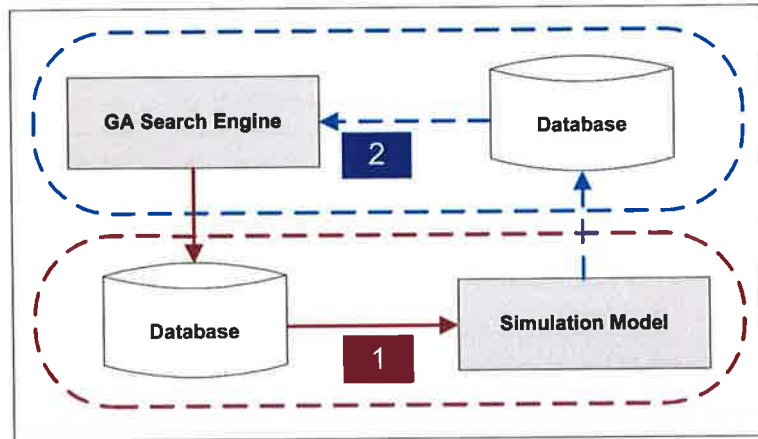 GA Search Engine
Database
2
Database
Simulation Model
1